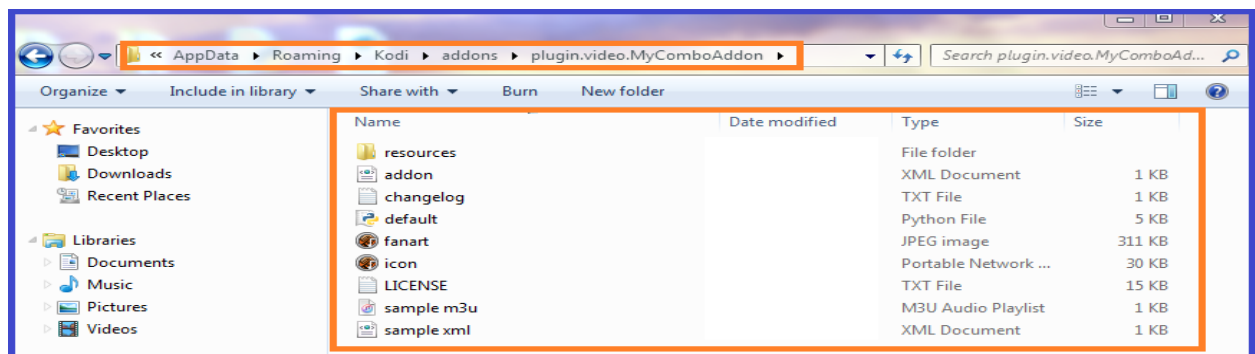 « AppData ▸ Roaming ▸ Kodi ▸ addons ▸ plugin.video.MyComboAddon ▸ Search plugin.video.MyComboAd...
Organize ▼ Include in library ▼ Share with ▼ Burn New folder
Favorites
Desktop
Downloads
Recent Places
Libraries
Documents
Music
Pictures
Videos
Name Date modified Type Size
resources File folder
addon XML Document 1 KB
changelog TXT File 1 KB
default Python File 5 KB
fanart JPEG image 311 KB
icon Portable Network ... 30 KB
LICENSE TXT File 15 KB
sample m3u M3U Audio Playlist 1 KB
sample xml XML Document 1 KB